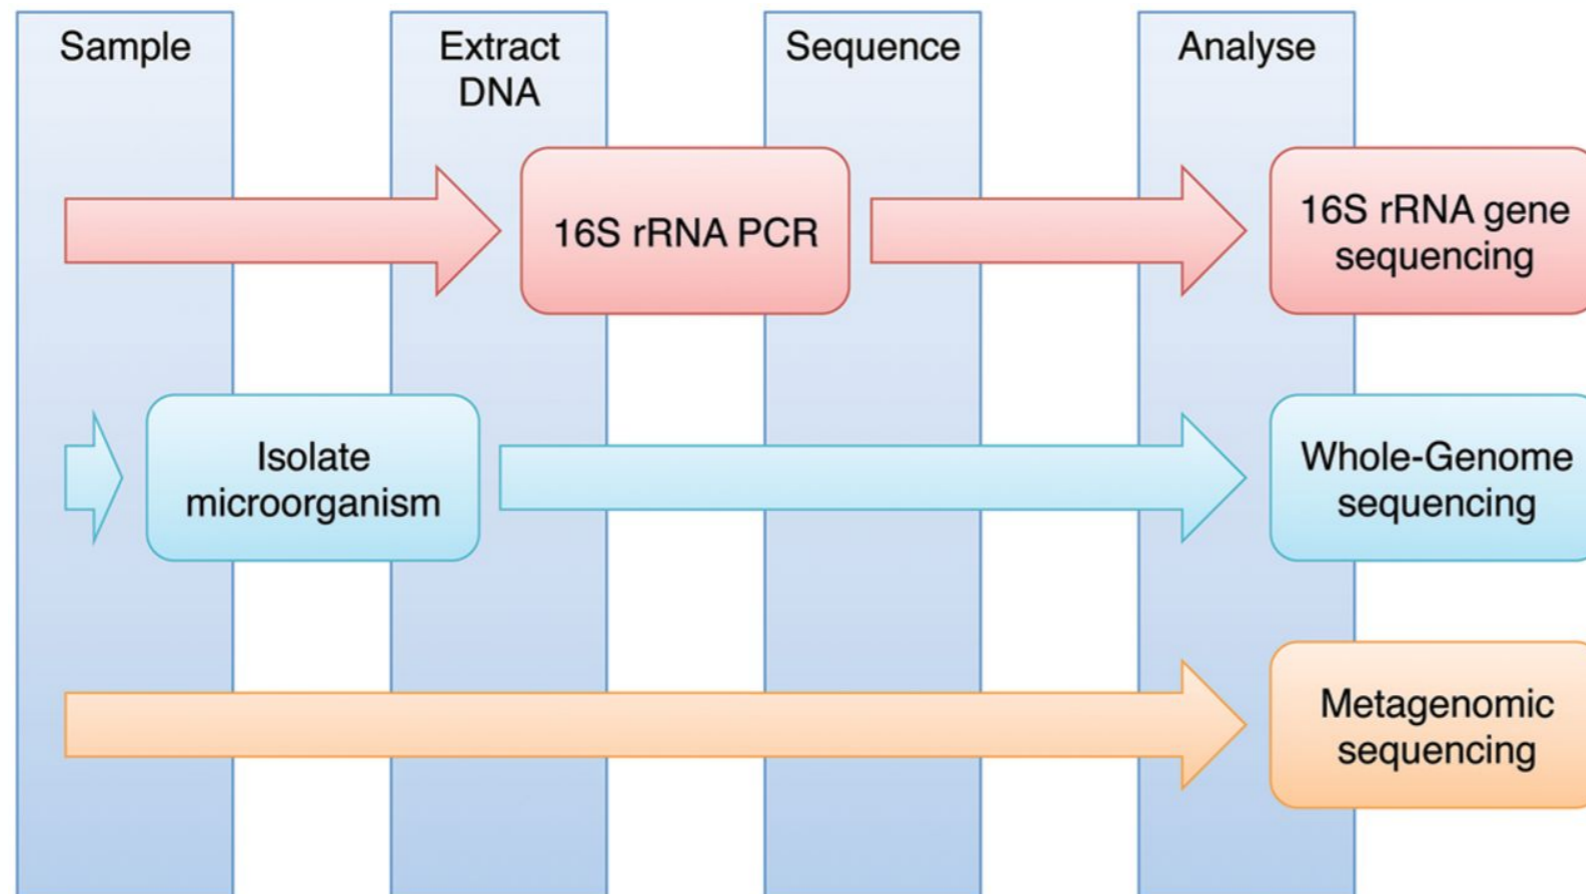 Sample
Extract
DNA
Sequence
Analyse
16S rRNA PCR
16S rRNA gene
sequencing
Isolate
microorganism
Whole-Genome
sequencing
Metagenomic
sequencing